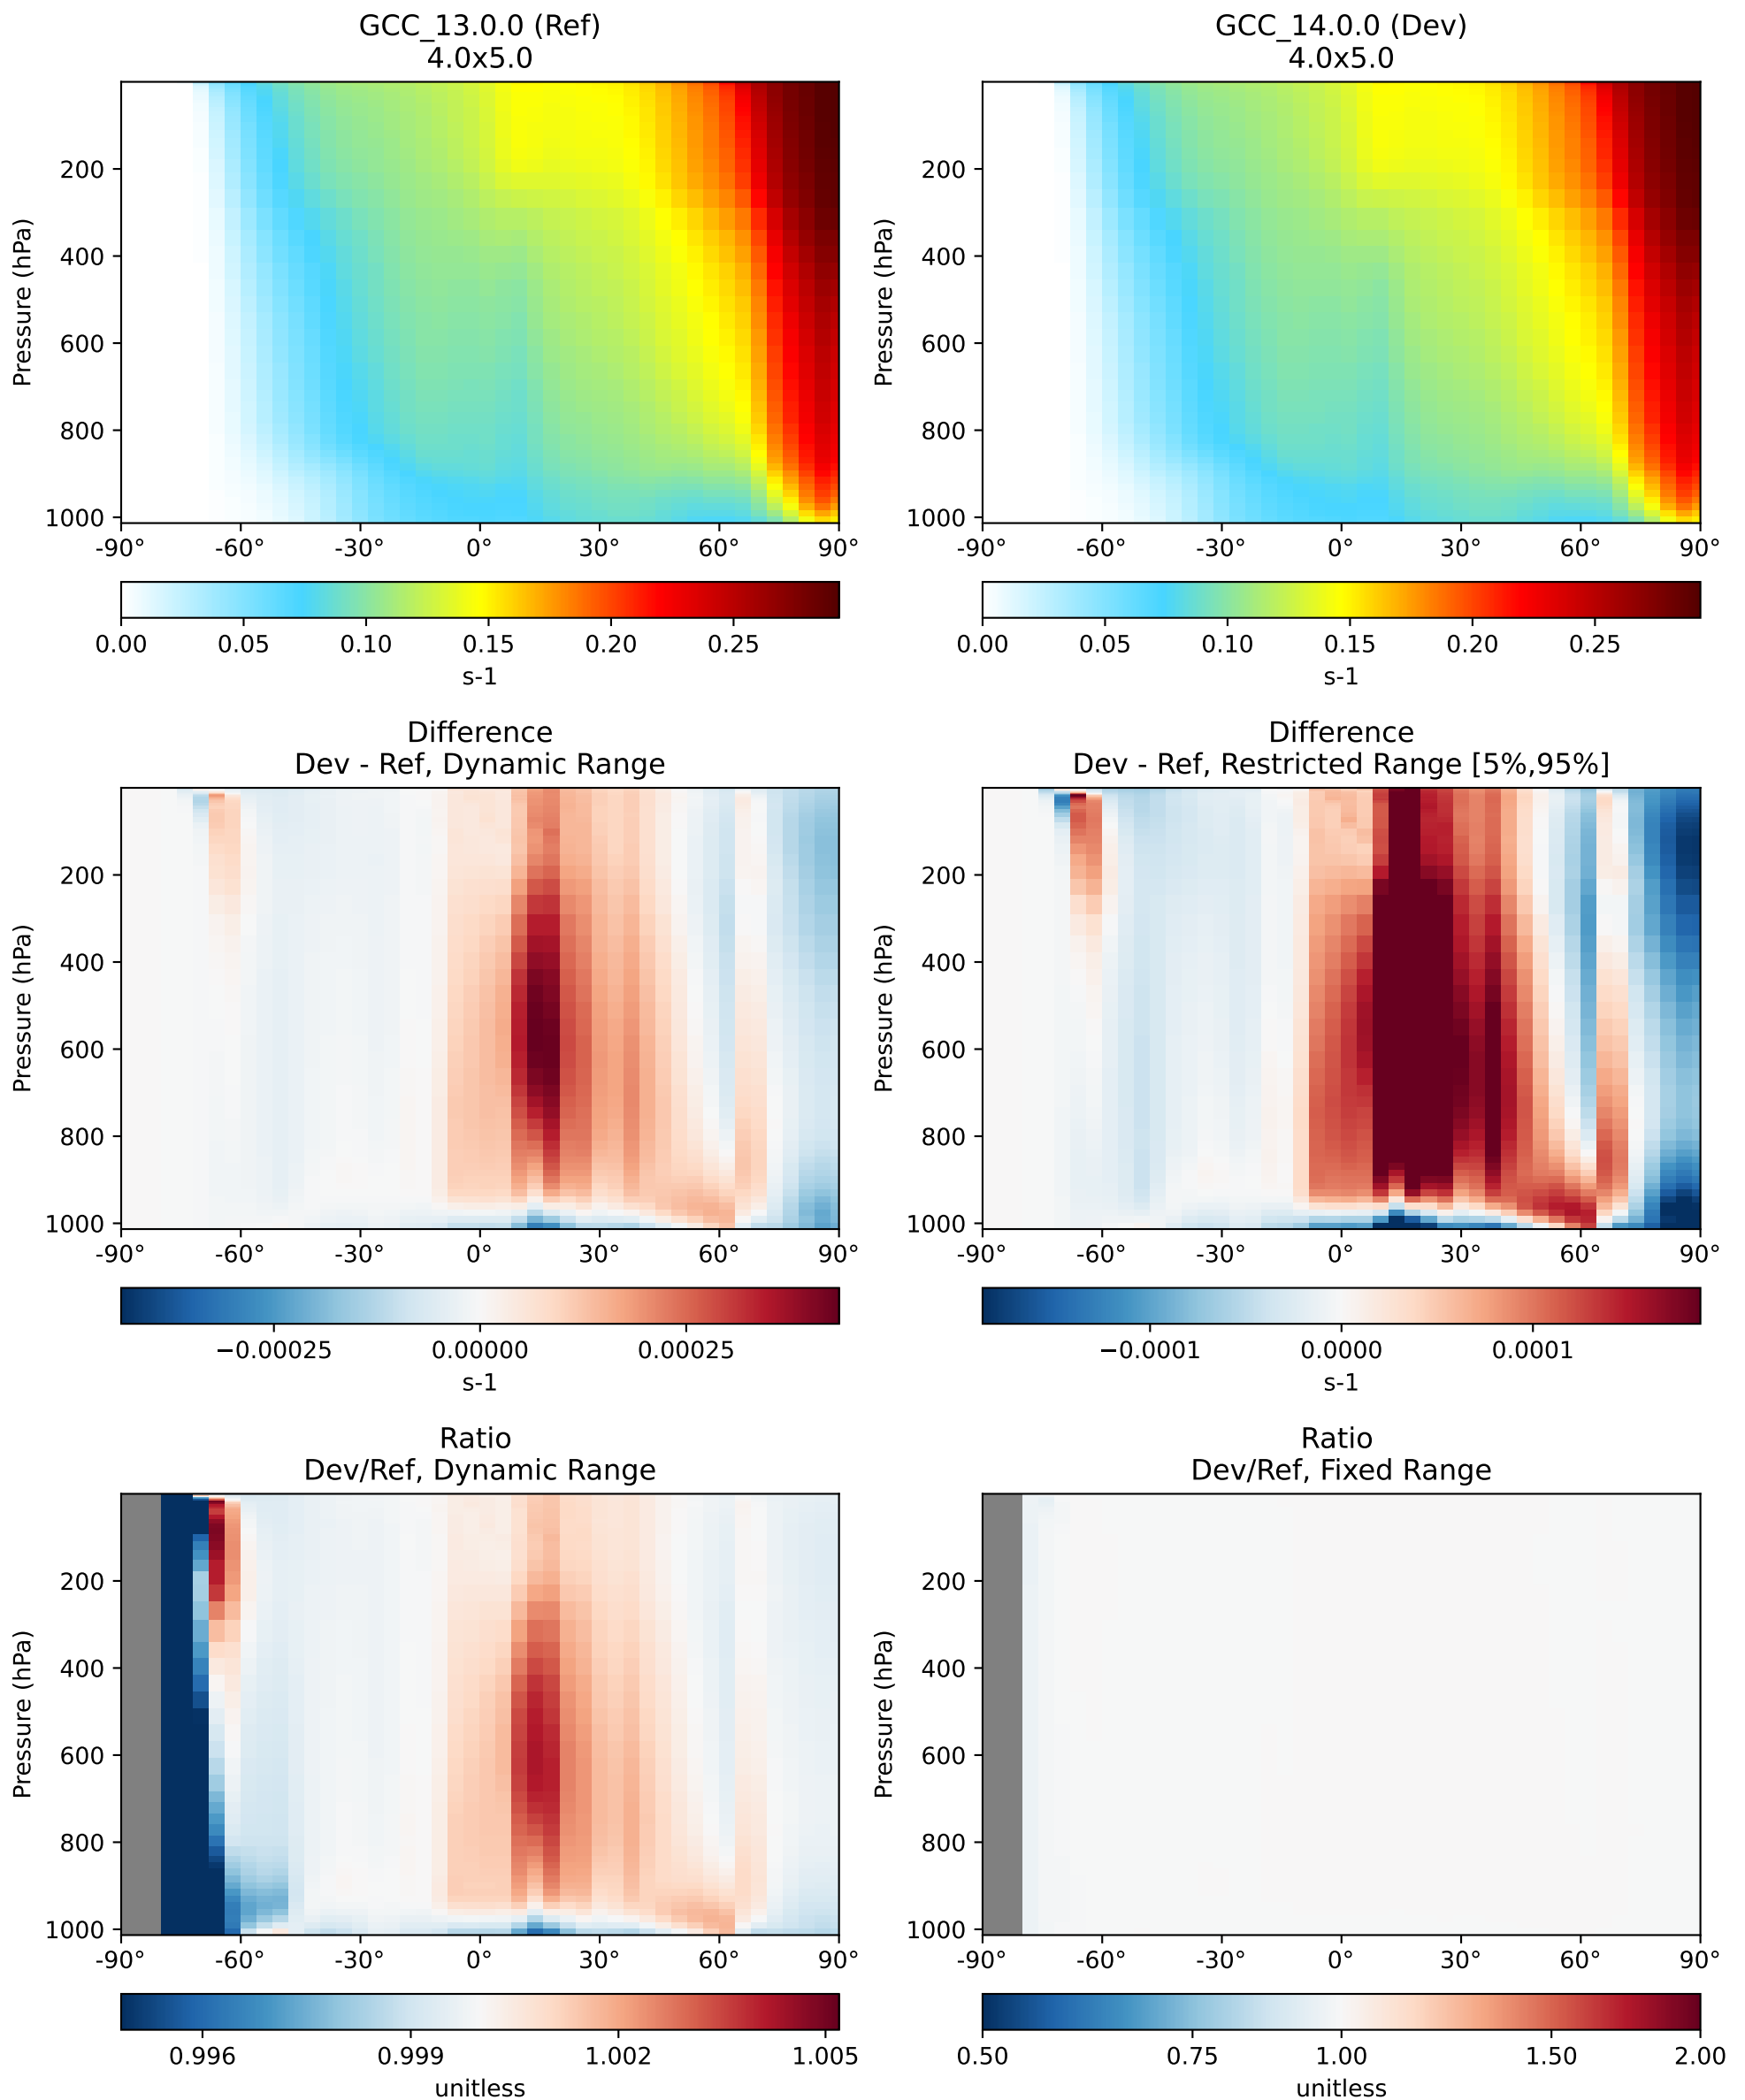 GCC_13.0.0 (Ref)
4.0x5.0
Pressure (hPa)
200
400
600
800
1000
-90° -60° -30° 0° 30° 60° 90°
0.00 0.05 0.10 0.15 0.20 0.25
s-1
GCC_14.0.0 (Dev)
4.0x5.0
Pressure (hPa)
200
400
600
800
1000
-90° -60° -30° 0° 30° 60° 90°
0.00 0.05 0.10 0.15 0.20 0.25
s-1
Difference
Dev - Ref, Dynamic Range
Pressure (hPa)
200
400
600
800
1000
-90° -60° -30° 0° 30° 60° 90°
−0.00025 0.00000 0.00025
s-1
Difference
Dev - Ref, Restricted Range [5%,95%]
Pressure (hPa)
200
400
600
800
1000
-90° -60° -30° 0° 30° 60° 90°
−0.0001 0.0000 0.0001
s-1
Ratio
Dev/Ref, Dynamic Range
Pressure (hPa)
200
400
600
800
1000
-90° -60° -30° 0° 30° 60° 90°
0.996 0.999 1.002 1.005
unitless
Ratio
Dev/Ref, Fixed Range
Pressure (hPa)
200
400
600
800
1000
-90° -60° -30° 0° 30° 60° 90°
0.50 0.75 1.00 1.50 2.00
unitless